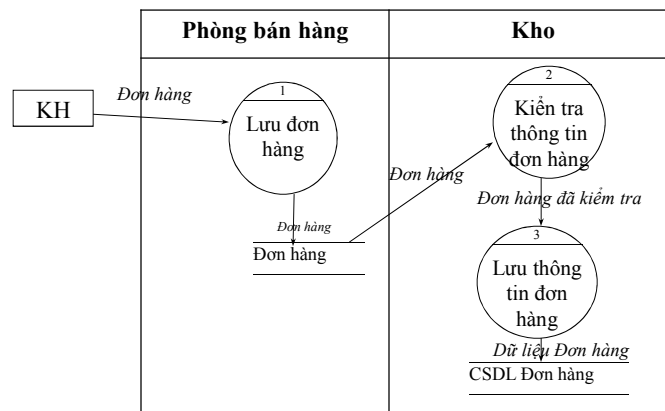 Phòng bán hàng
Kho
KH
Đơn hàng
1
Lưu đơn
hàng
Đơn hàng
Đơn hàng
Đơn hàng
2
Kiển tra
thông tin
đơn hàng
Đơn hàng đã kiểm tra
3
Lưu thông
tin đơn
hàng
Dữ liệu Đơn hàng
CSDL Đơn hàng